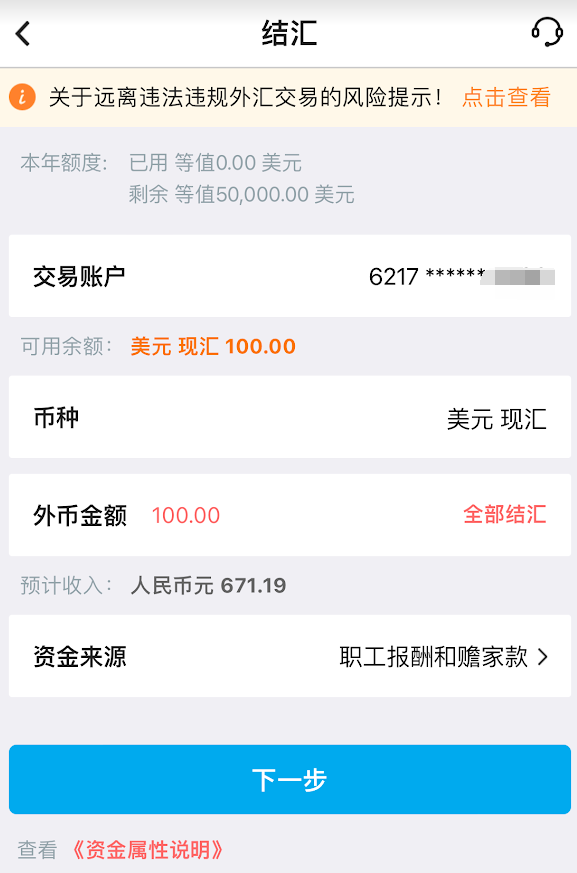 结汇
关于远离违法违规外汇交易的风险提示！ 点击查看
本年额度: 已用 等值0.00 美元
剩余 等值50,000.00 美元
交易账户 6217 ******
可用余额: 美元 现汇 100.00
币种 美元 现汇
外币金额 100.00 全部结汇
预计收入: 人民币元 671.19
资金来源 职工报酬和赡家款
下一步
查看 《资金属性说明》